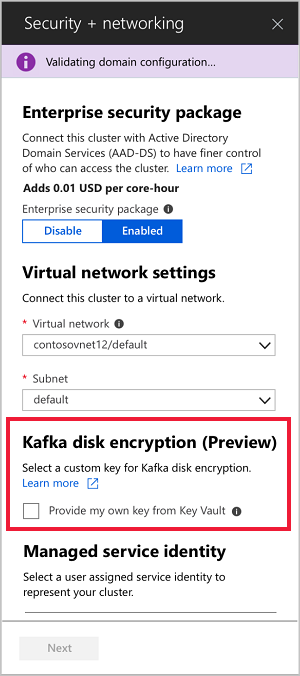 Security + networking
Validating domain configuration...
Enterprise security package
Connect this cluster with Active Directory
Domain Services (AAD-DS) to have finer control
of who can access the cluster. Learn more
Adds 0.01 USD per core-hour
Enterprise security package
Disable Enabled
Virtual network settings
Connect this cluster to a virtual network.
* Virtual network
contosovnet12/default
* Subnet
default
Kafka disk encryption (Preview)
Select a custom key for Kafka disk encryption.
Learn more
Provide my own key from Key Vault
Managed service identity
Select a user assigned service identity to
represent your cluster.
Next